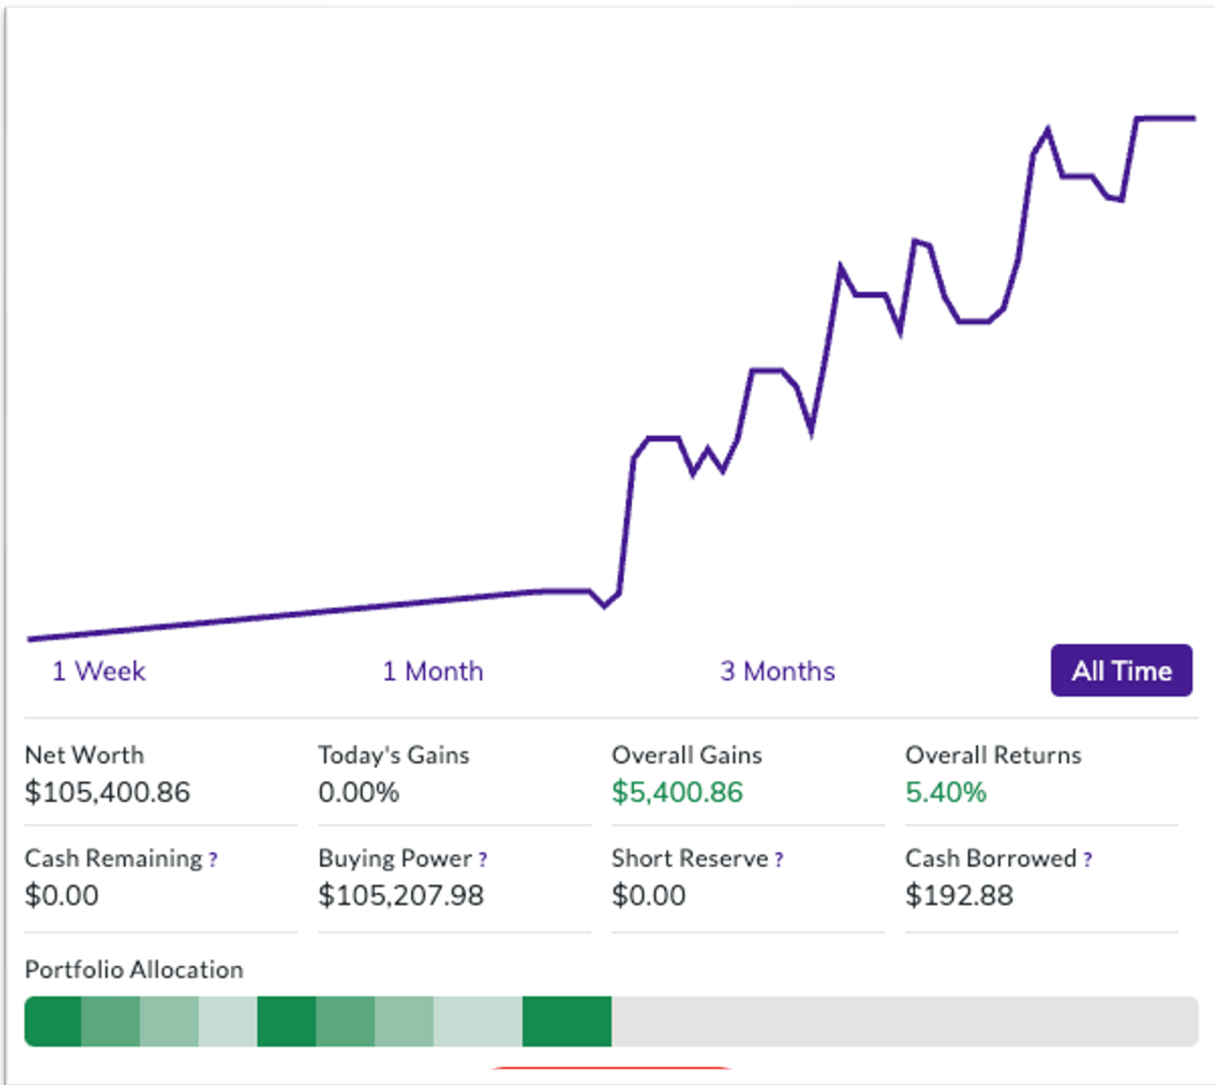 1 Week 1 Month 3 Months All Time
Net Worth Today's Gains Overall Gains Overall Returns
$105,400.86 0.00% $5,400.86 5.40%
Cash Remaining ? Buying Power ? Short Reserve ? Cash Borrowed ?
$0.00 $105,207.98 $0.00 $192.88
Portfolio Allocation